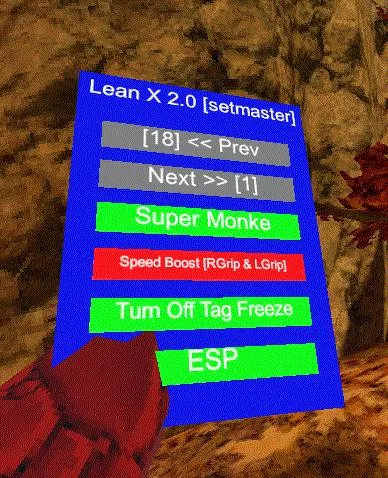 Lean X 2.0 [setmaster]
[18] << Prev
Next >> [1]
Super Monke
Speed Boost [RGrip & LGrip]
Turn Off Tag Freeze
ESP